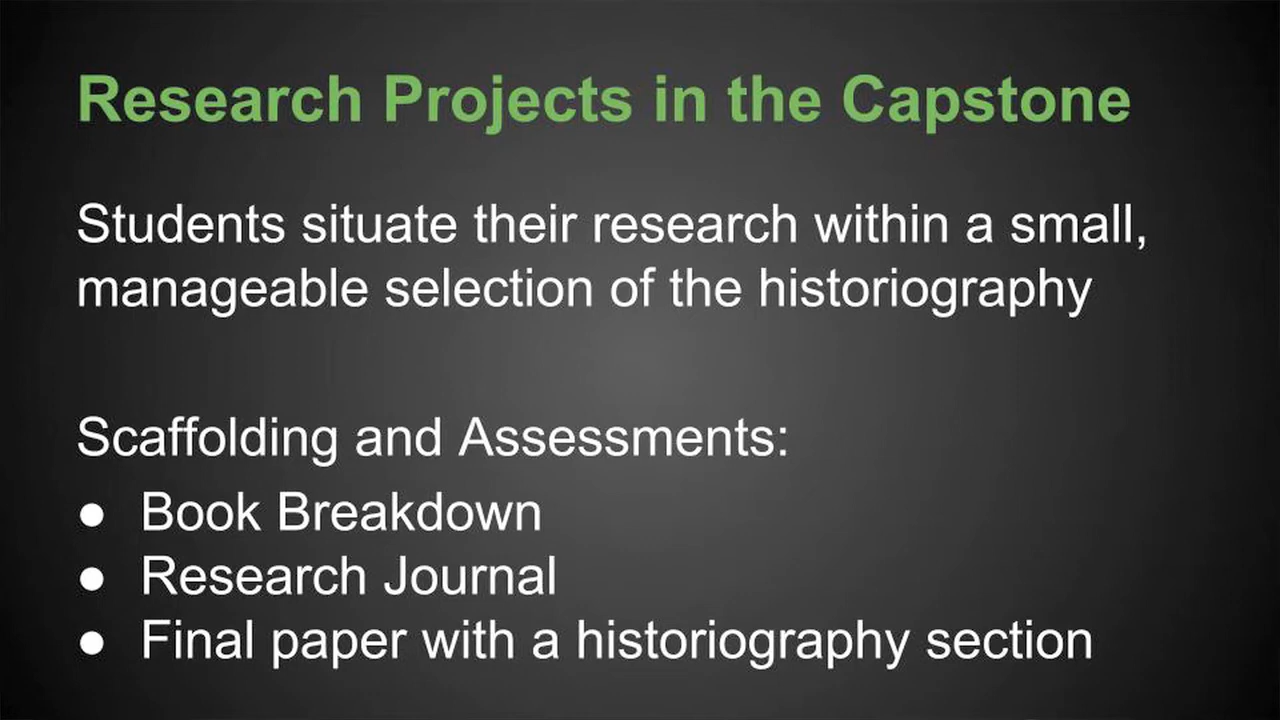 Research Projects in the Capstone
Students situate their research within a small,
manageable selection of the historiography
Scaffolding and Assessments:
● Book Breakdown
● Research Journal
● Final paper with a historiography section